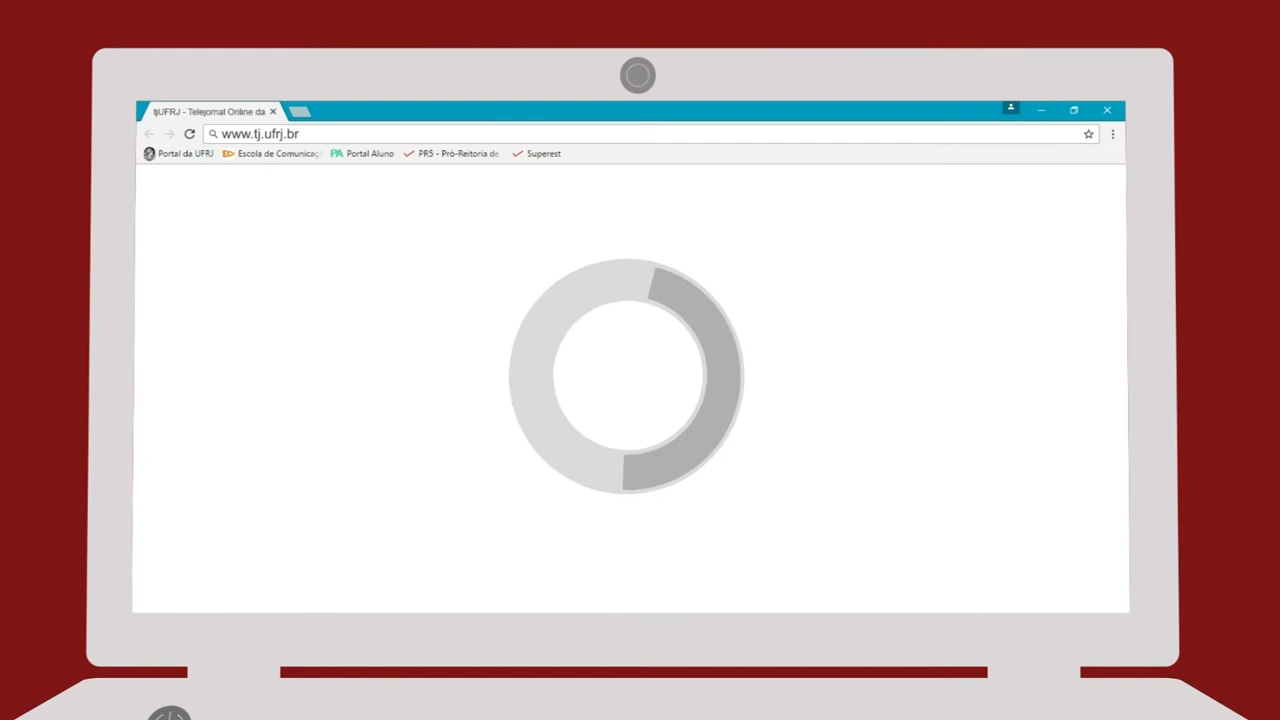 tjUFRJ - Telejornal Online da
www.tj.ufrj.br
Portal da UFRJ Escola de Comunicaç PA Portal Aluno PR5 - Pró-Reitoria de Superest